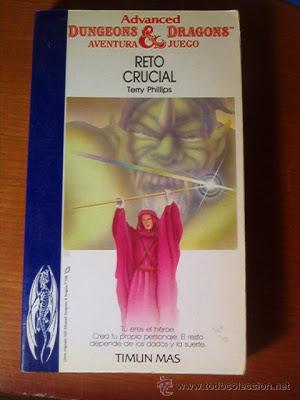 Advanced
DUNGEONS & DRAGONS™
AVENTURA JUEGO
RETO
CRUCIAL
Terry Phillips
Tú eres el héroe.
Crea tu propio personaje. El resto
depende de los dados y la suerte.
TIMUN MAS
www.todocoleccion.net